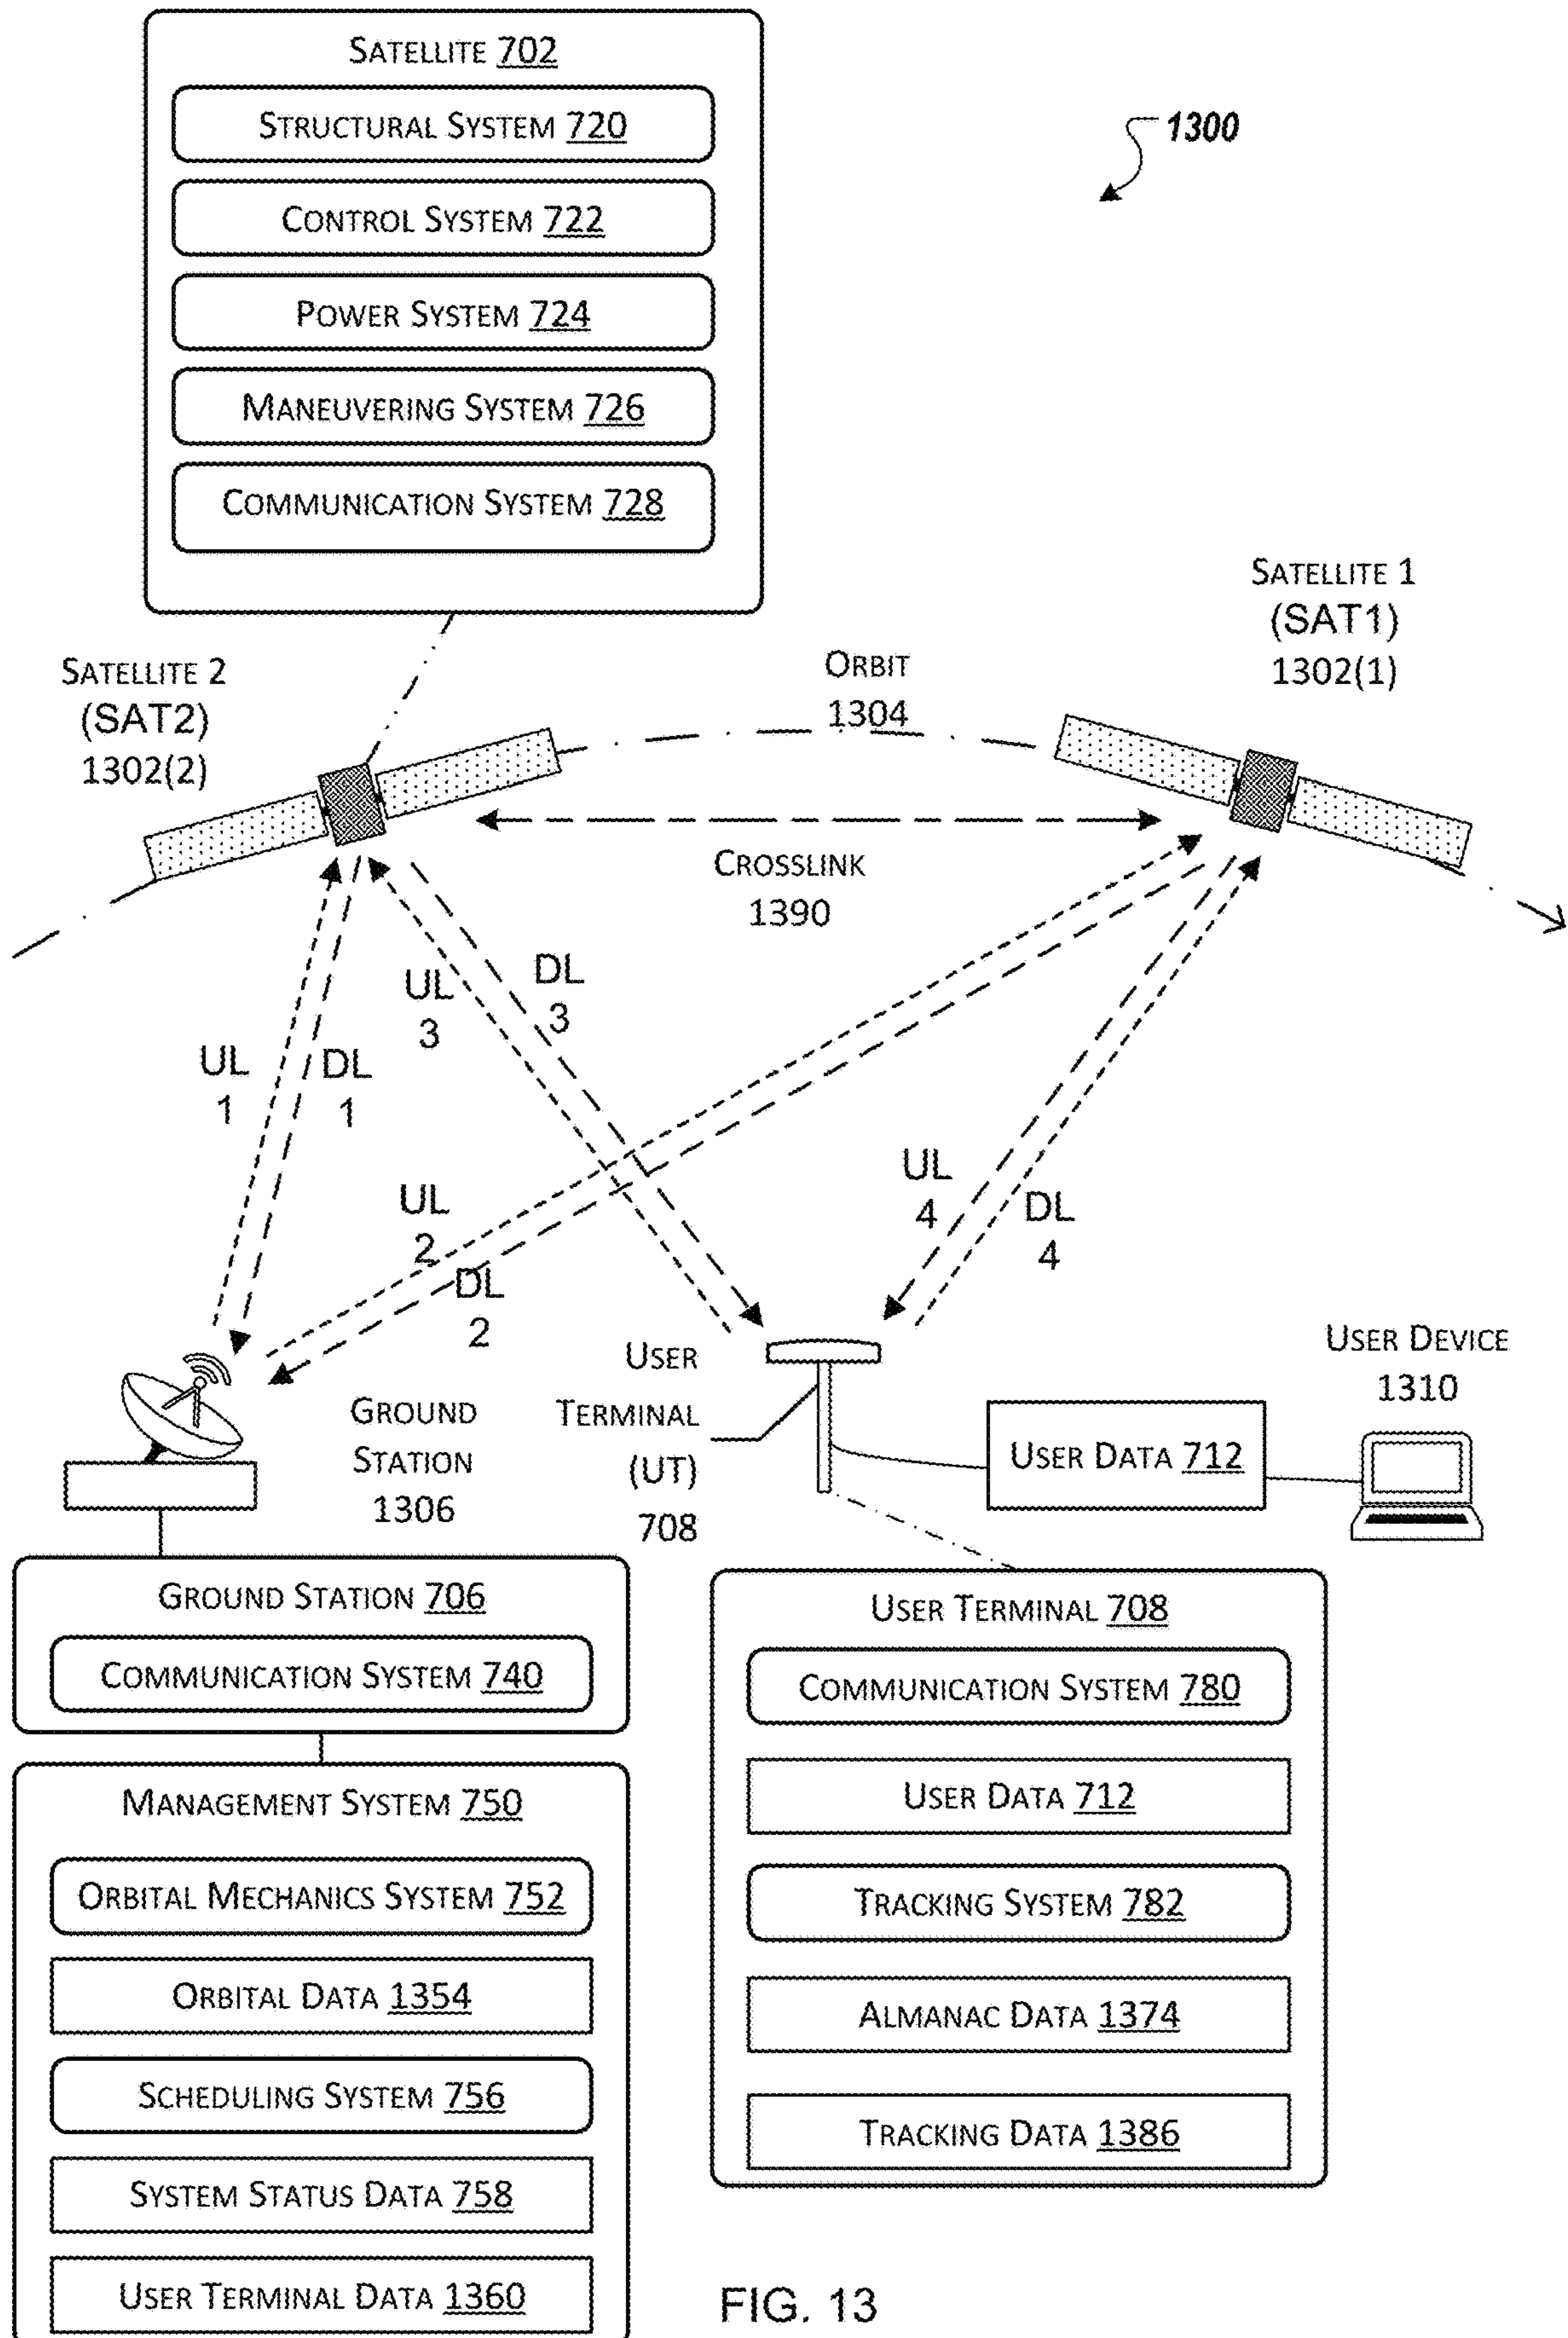 SATELLITE 702
STRUCTURAL SYSTEM 720
CONTROL SYSTEM 722
POWER SYSTEM 724
MANEUVERING SYSTEM 726
COMMUNICATION SYSTEM 728
1300
SATELLITE 1
(SAT1)
1302(1)
SATELLITE 2
(SAT2)
1302(2)
ORBIT
1304
CROSSLINK
1390
UL
1
DL
1
UL
3
DL
3
UL
2
DL
2
UL
4
DL
4
GROUND
STATION
1306
USER
TERMINAL
(UT)
708
USER DATA 712
USER DEVICE
1310
GROUND STATION 706
COMMUNICATION SYSTEM 740
MANAGEMENT SYSTEM 750
ORBITAL MECHANICS SYSTEM 752
ORBITAL DATA 1354
SCHEDULING SYSTEM 756
SYSTEM STATUS DATA 758
USER TERMINAL DATA 1360
USER TERMINAL 708
COMMUNICATION SYSTEM 780
USER DATA 712
TRACKING SYSTEM 782
ALMANAC DATA 1374
TRACKING DATA 1386
FIG. 13